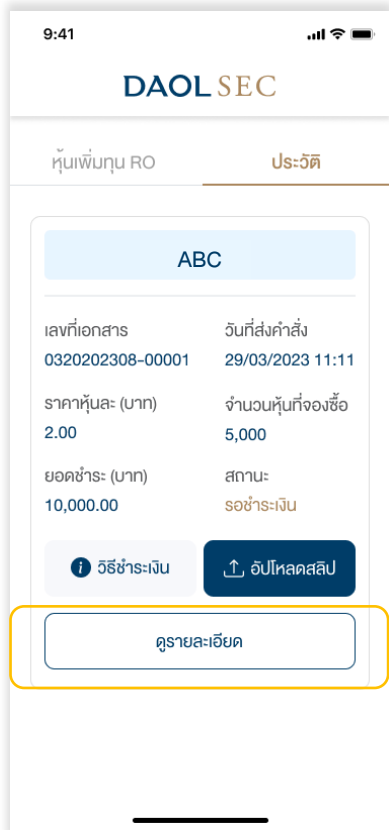 9:41
DAOL SEC
หุ้นเพิ่มทุน RO
ประวัติ
ABC
เลขที่เอกสาร
วันที่ส่งคำสั่ง
0320202308-00001
29/03/2023 11:11
ราคาหุ้นละ (บาท)
จำนวนหุ้นที่จองซื้อ
2.00
5,000
ยอดชำระ (บาท)
สถานะ
10,000.00
รอชำระเงิน
วิธีชำระเงิน
อัปโหลดสลิป
ดูรายละเอียด